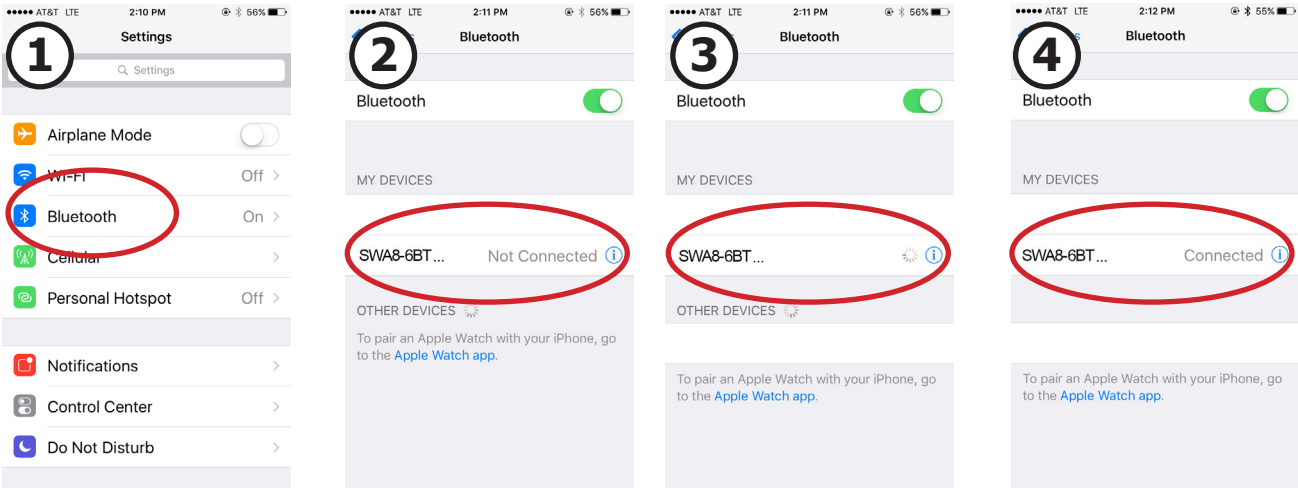 1
AT&T LTE 2:10 PM 56%
Settings
Settings
Airplane Mode
Wi-Fi Off
Bluetooth On
Cellular
Personal Hotspot Off
Notifications
Control Center
Do Not Disturb
2
AT&T LTE 2:11 PM 56%
s Bluetooth
Bluetooth
MY DEVICES
SWA8-6BT... Not Connected
OTHER DEVICES
To pair an Apple Watch with your iPhone, go
to the Apple Watch app.
3
AT&T LTE 2:11 PM 56%
s Bluetooth
Bluetooth
MY DEVICES
SWA8-6BT...
OTHER DEVICES
To pair an Apple Watch with your iPhone, go
to the Apple Watch app.
4
AT&T LTE 2:12 PM 55%
s Bluetooth
Bluetooth
MY DEVICES
SWA8-6BT... Connected
To pair an Apple Watch with your iPhone, go
to the Apple Watch app.